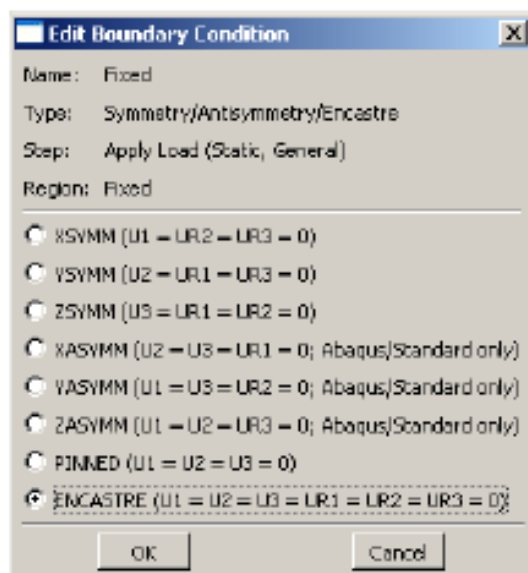 Edit Boundary Condition
Name: Fixed
Type: Symmetry/Antisymmetry/Encastre
Step: Apply Load (Static, General)
Region: Fixed
XSYMM (U1 = UR2 = UR3 = 0)
YSYMM (U2 = UR1 = UR3 = 0)
ZSYMM (U3 = UR1 = UR2 = 0)
XASYMM (U2 = U3 = UR1 = 0; Abaqus/Standard only)
YASYMM (U1 = U3 = UR2 = 0; Abaqus/Standard only)
ZASYMM (U1 = U2 = UR3 = 0; Abaqus/Standard only)
PINNED (U1 = U2 = U3 = 0)
ENCASTRE (U1 = U2 = U3 = UR1 = UR2 = UR3 = 0)
OK Cancel